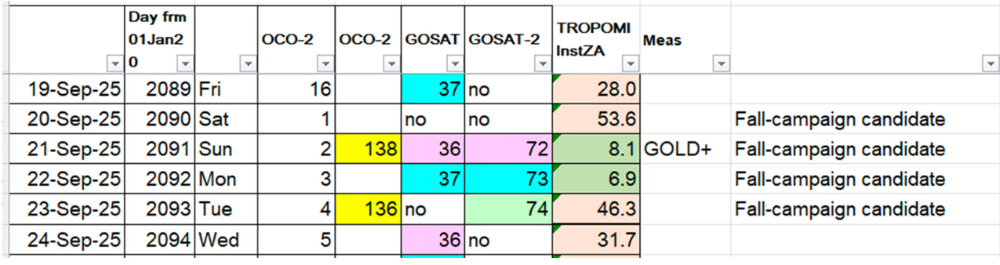 Day frm 01Jan20 OCO-2 OCO-2 GOSAT GOSAT-2 TROPOMI InstZA Meas
19-Sep-25 2089 Fri 16 37 no 28.0
20-Sep-25 2090 Sat 1 no no 53.6 Fall-campaign candidate
21-Sep-25 2091 Sun 2 138 36 72 8.1 GOLD+ Fall-campaign candidate
22-Sep-25 2092 Mon 3 37 73 6.9 Fall-campaign candidate
23-Sep-25 2093 Tue 4 136 no 74 46.3 Fall-campaign candidate
24-Sep-25 2094 Wed 5 36 no 31.7